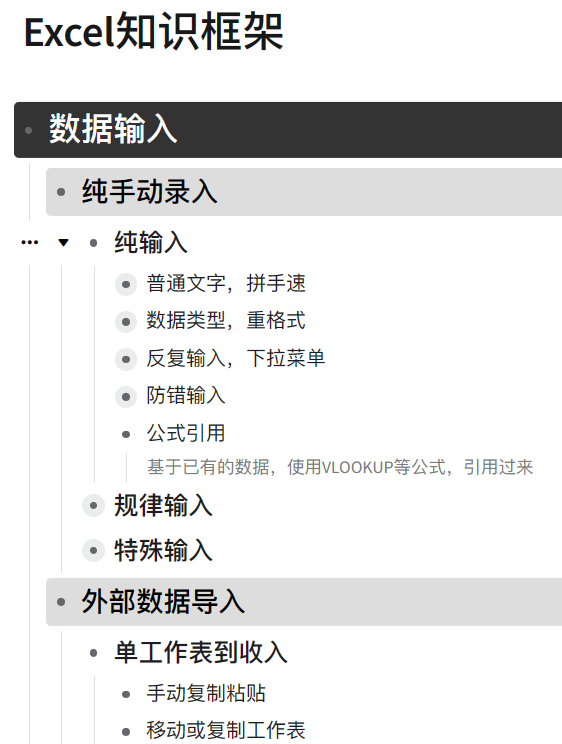 Excel知识框架
数据输入
纯手动录入
纯输入
普通文字，拼手速
数据类型，重格式
反复输入，下拉菜单
防错输入
公式引用
基于已有的数据，使用VLOOKUP等公式，引用过来
规律输入
特殊输入
外部数据导入
单工作表到收入
手动复制粘贴
移动或复制工作表